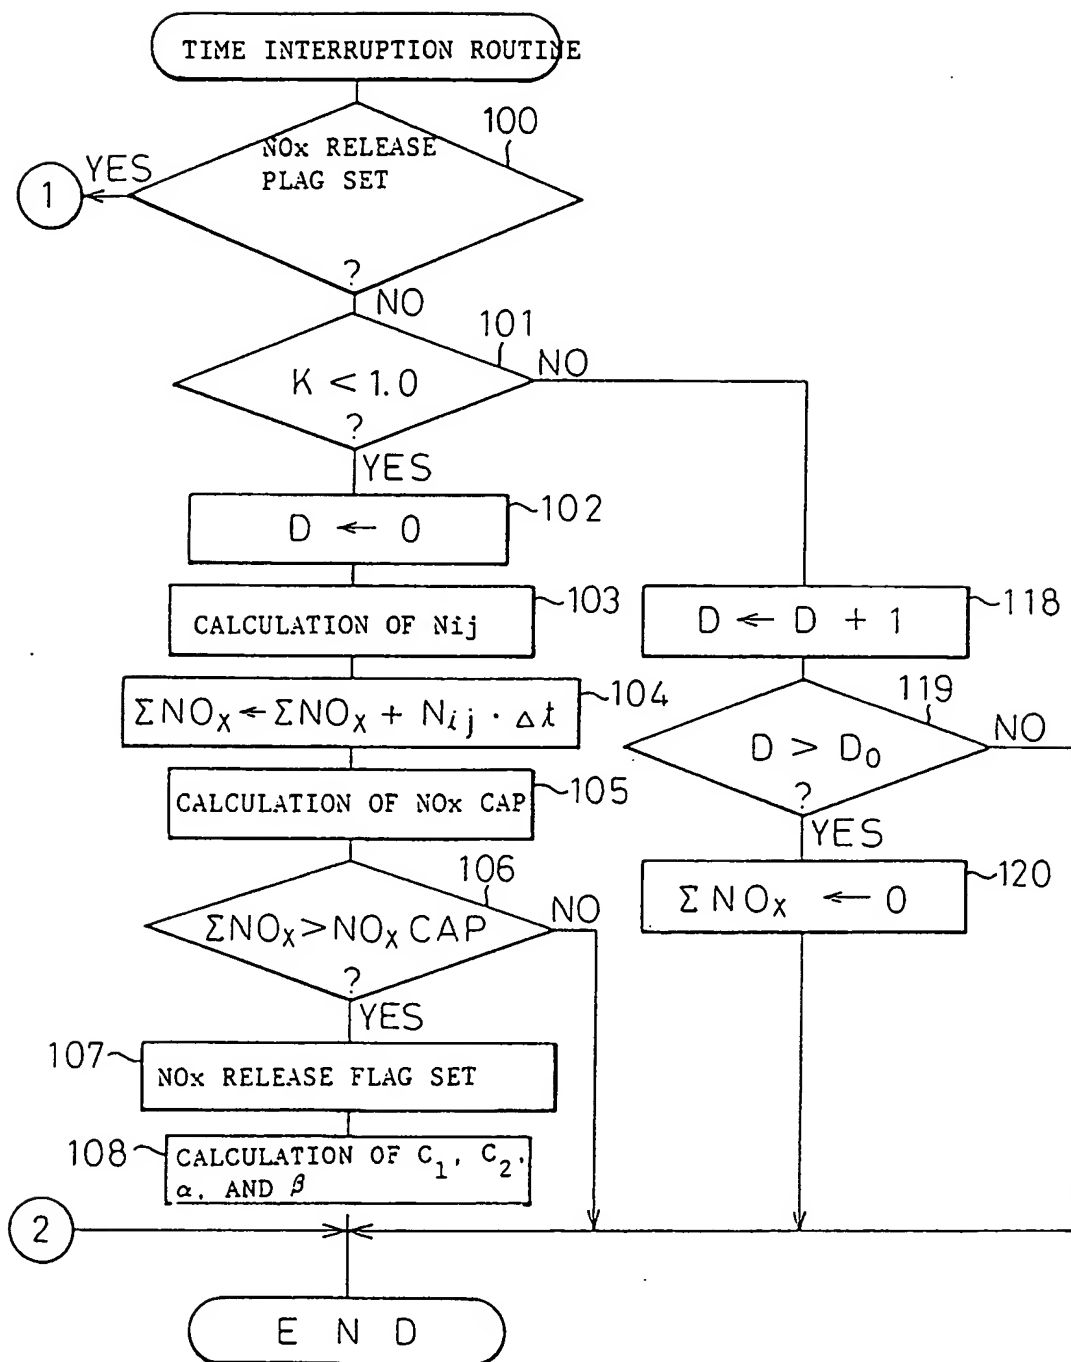 TIME INTERRUPTION ROUTINE
100
NOx RELEASE
PLAG SET
?
YES
1
NO
101
K < 1.0
?
NO
YES
102
D ← 0
103
CALCULATION OF Nij
118
D ← D + 1
104
ΣNOx ← ΣNOx + Nij · Δt
119
D > D0
?
NO
YES
105
CALCULATION OF NOx CAP
120
ΣNOx ← 0
106
ΣNOx > NOx CAP
?
NO
YES
107
NOx RELEASE FLAG SET
108
CALCULATION OF C1, C2,
α, AND β
2
END